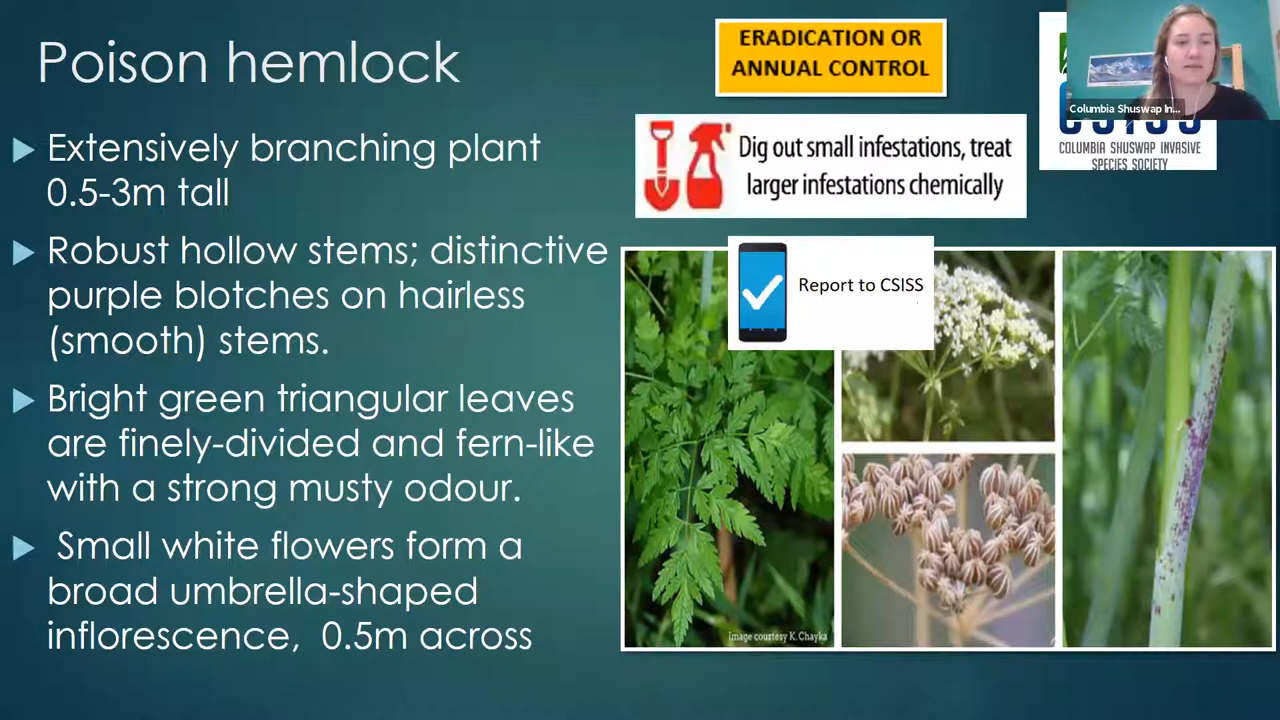 Poison hemlock
Extensively branching plant
0.5-3m tall
Robust hollow stems; distinctive
purple blotches on hairless
(smooth) stems.
Bright green triangular leaves
are finely-divided and fern-like
with a strong musty odour.
Small white flowers form a
broad umbrella-shaped
inflorescence, 0.5m across
ERADICATION OR
ANNUAL CONTROL
Dig out small infestations, treat
larger infestations chemically
Report to CSISS
Image courtesy K. Chayka
Columbia Shuswap In...
COLUMBIA SHUSWAP INVASIVE
SPECIES SOCIETY